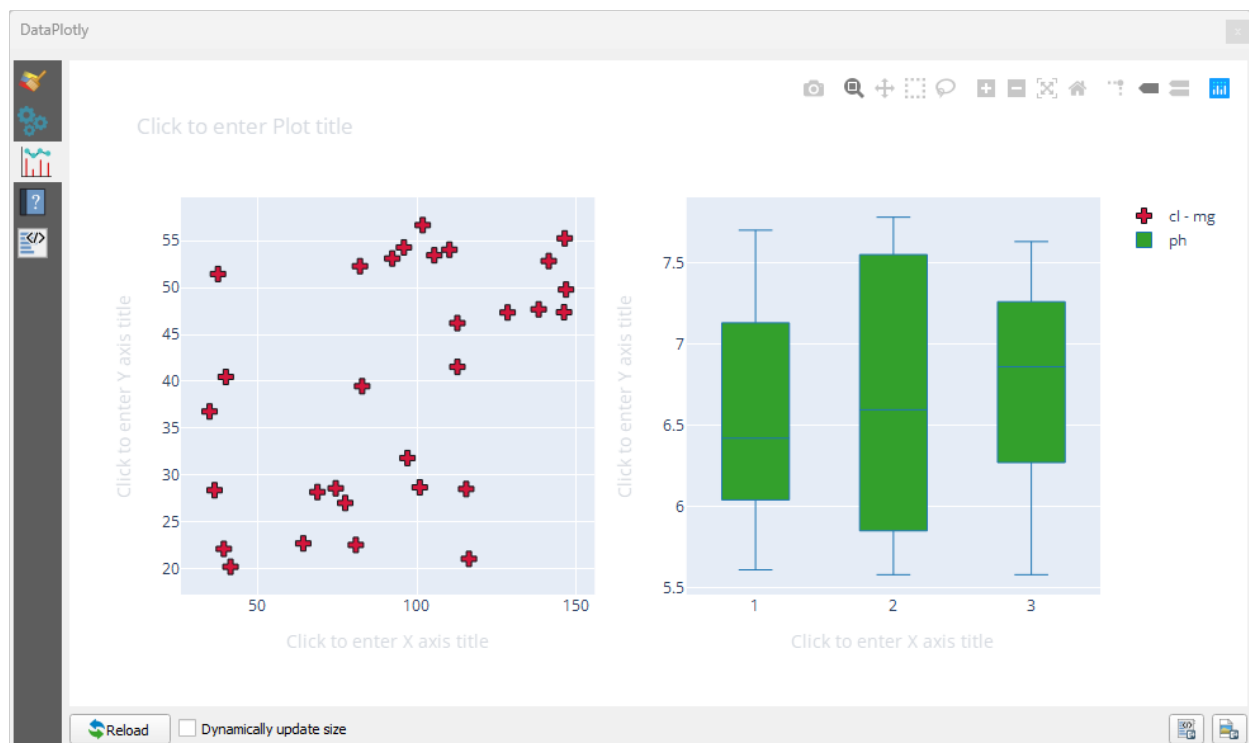 DataPlotly
Click to enter Plot title
55
50
45
40
35
30
25
20
Click to enter Y axis title
50
100
150
Click to enter X axis title
7.5
7
6.5
6
5.5
Click to enter Y axis title
1
2
3
Click to enter X axis title
cl - mg
ph
Reload
Dynamically update size